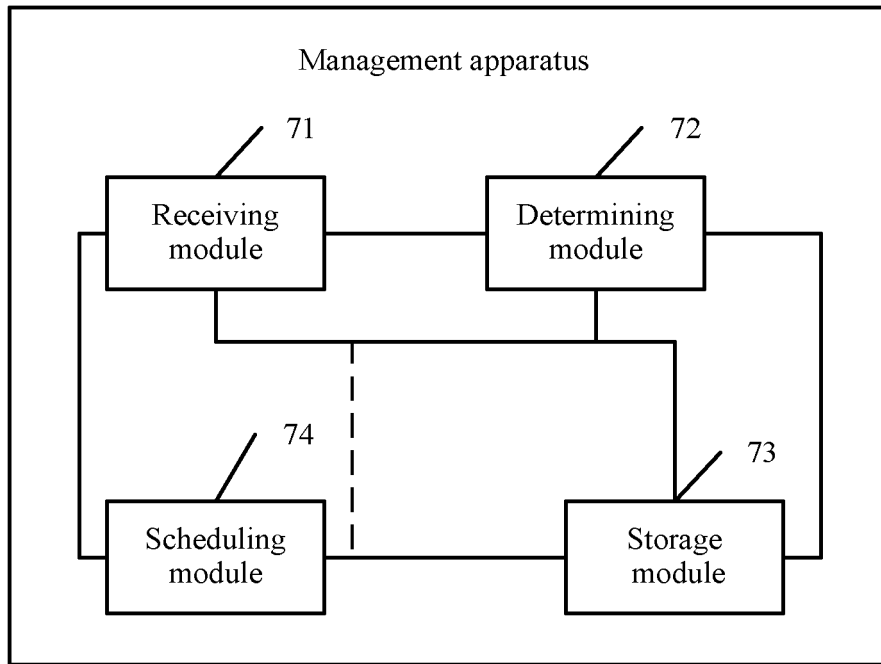 Management apparatus
71
72
Receiving
module
Determining
module
74
73
Scheduling
module
Storage
module